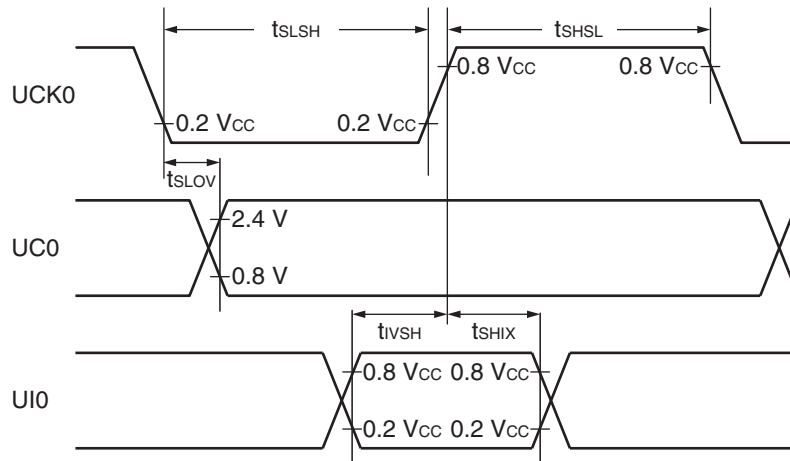 tSLSH tSHSL
UCK0
0.8 VCC 0.8 VCC
0.2 VCC 0.2 VCC
tSLOV
UC0
2.4 V
0.8 V
tIVSH tSHIX
UI0
0.8 VCC 0.8 VCC
0.2 VCC 0.2 VCC